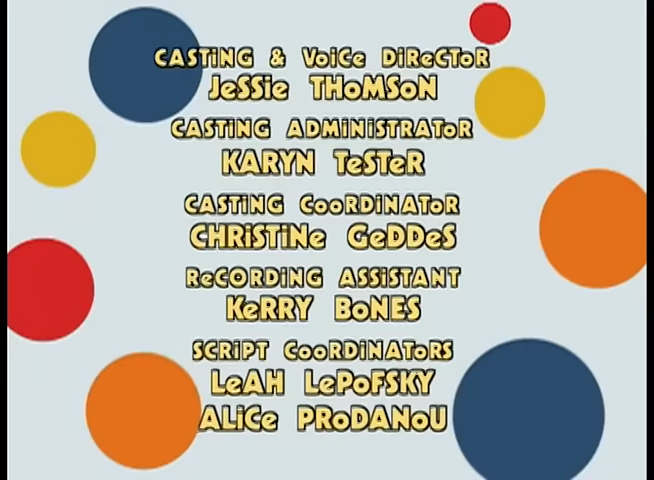 CASTiNG & VoiCe DiReCToR
JeSSie THoMSoN
CASTiNG ADMiNiSTRAToR
KARYN TeSTeR
CASTiNG CooRDiNAToR
CHRiSTiNe GeDDeS
ReCoRDiNG ASSiSTANT
KeRRY BoNES
SCRiPT CooRDiNAToRS
LeAH LePoFSKY
ALiCe PRoDANoU